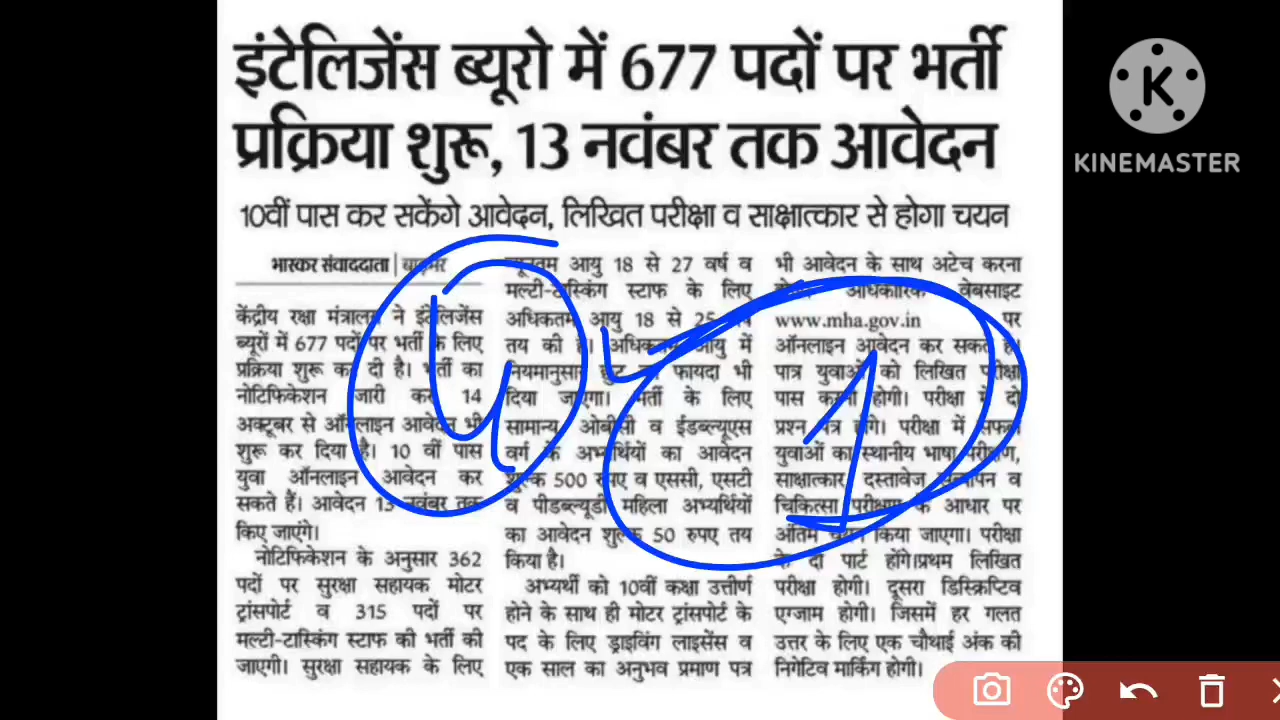 इंटेलिजेंस ब्यूरो में 677 पदों पर भर्ती
प्रक्रिया शुरू, 13 नवंबर तक आवेदन
10वीं पास कर सकेंगे आवेदन, लिखित परीक्षा व साक्षात्कार से होगा चयन
भास्कर संवाददाता | बाड़मेर
केंद्रीय रक्षा मंत्रालय ने इंटेलिजेंस
ब्यूरों में 677 पदों पर भर्ती के लिए
प्रक्रिया शुरू कर दी है। भर्ती का
नोटिफिकेशन जारी कर 14
अक्टूबर से ऑनलाइन आवेदन भी
शुरू कर दिया है। 10 वीं पास
युवा ऑनलाइन आवेदन कर
सकते हैं। आवेदन 13 नवंबर तक
किए जाएंगे।
नोटिफिकेशन के अनुसार 362
पदों पर सुरक्षा सहायक मोटर
ट्रांसपोर्ट व 315 पदों पर
मल्टी-टास्किंग स्टाफ की भर्ती की
जाएगी। सुरक्षा सहायक के लिए
न्यूनतम आयु 18 से 27 वर्ष व
मल्टी-टास्किंग स्टाफ के लिए
अधिकतम आयु 18 से 25 वर्ष
तय की है। अधिकतम आयु में
नियमानुसार छूट का फायदा भी
दिया जाएगा। भर्ती के लिए
सामान्य, ओबीसी व ईडब्ल्यूएस
वर्ग के अभ्यर्थियों का आवेदन
शुल्क 500 रुपए व एससी, एसटी
व पीडब्ल्यूडी महिला अभ्यर्थियों
का आवेदन शुल्क 50 रुपए तय
किया है।
अभ्यर्थी को 10वीं कक्षा उत्तीर्ण
होने के साथ ही मोटर ट्रांसपोर्ट के
पद के लिए ड्राइविंग लाइसेंस व
एक साल का अनुभव प्रमाण पत्र
भी आवेदन के साथ अटेच करना
होगा। आधिकारिक वेबसाइट
www.mha.gov.in पर
ऑनलाइन आवेदन कर सकते है।
पात्र युवाओं को लिखित परीक्षा
पास करनी होगी। परीक्षा में दो
प्रश्न पत्र होंगे। परीक्षा में सफल
युवाओं का स्थानीय भाषा परीक्षण,
साक्षात्कार, दस्तावेज सत्यापन व
चिकित्सा परीक्षण के आधार पर
अंतिम चयन किया जाएगा। परीक्षा
के दो पार्ट होंगे।प्रथम लिखित
परीक्षा होगी। दूसरा डिस्क्रिप्टिव
एग्जाम होगी। जिसमें हर गलत
उत्तर के लिए एक चौथाई अंक की
निगेटिव मार्किंग होगी।
1
K
KINEMASTER